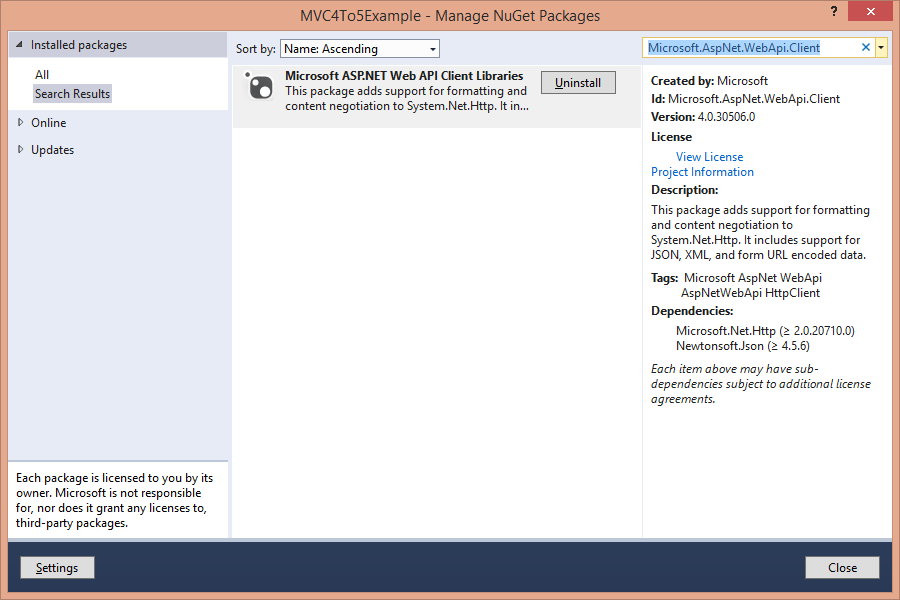 MVC4To5Example - Manage NuGet Packages
?
Installed packages
All
Search Results
Online
Updates
Each package is licensed to you by its
owner. Microsoft is not responsible
for, nor does it grant any licenses to,
third-party packages.
Sort by: Name: Ascending
Microsoft ASP.NET Web API Client Libraries
This package adds support for formatting and
content negotiation to System.Net.Http. It in...
Uninstall
Microsoft.AspNet.WebApi.Client
Created by: Microsoft
Id: Microsoft.AspNet.WebApi.Client
Version: 4.0.30506.0
License
View License
Project Information
Description:
This package adds support for formatting
and content negotiation to
System.Net.Http. It includes support for
JSON, XML, and form URL encoded data.
Tags: Microsoft AspNet WebApi
AspNetWebApi HttpClient
Dependencies:
Microsoft.Net.Http (≥ 2.0.20710.0)
Newtonsoft.Json (≥ 4.5.6)
Each item above may have sub-
dependencies subject to additional license
agreements.
Settings
Close